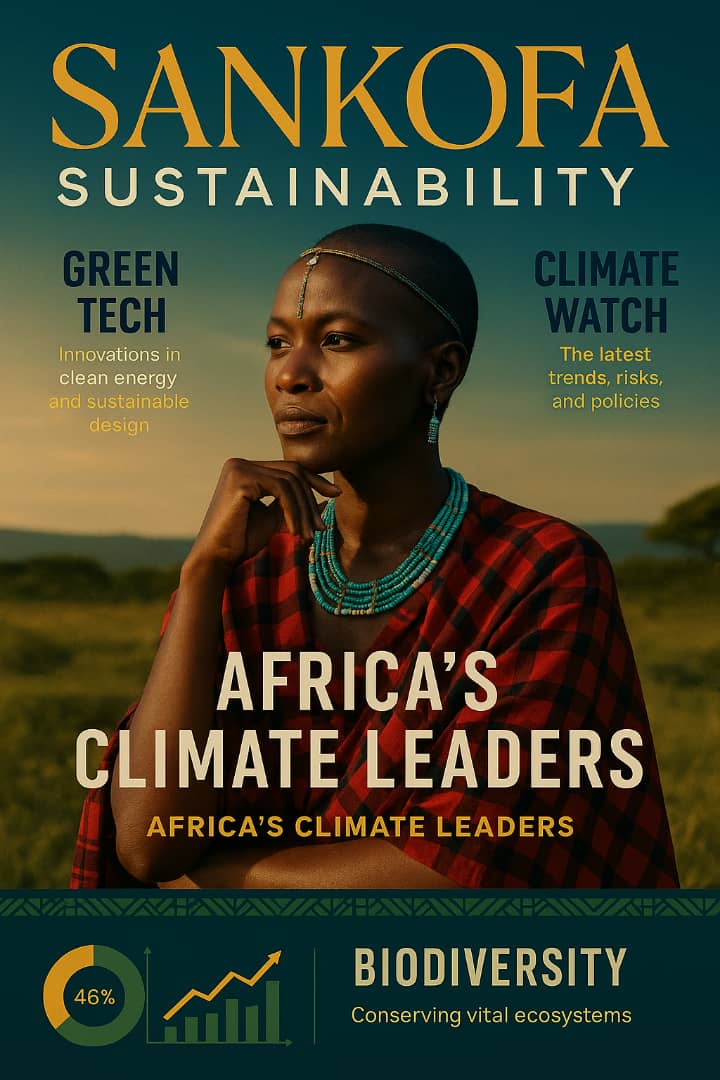 SANKOFA
SUSTAINABILITY
GREEN
TECH
Innovations in
clean energy
and sustainable
design
CLIMATE
WATCH
The latest
trends, risks,
and policies
AFRICA'S
CLIMATE LEADERS
AFRICA'S CLIMATE LEADERS
46%
BIODIVERSITY
Conserving vital ecosystems